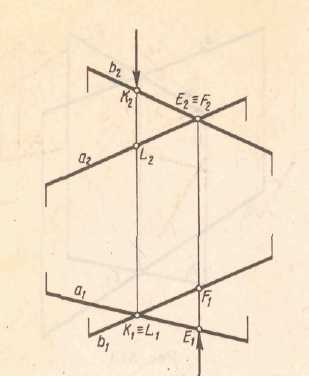 b₂
K₂
E₂≡F₂
a₂
L₂
a₁
F₁
K₁≡L₁
E₁
b₁